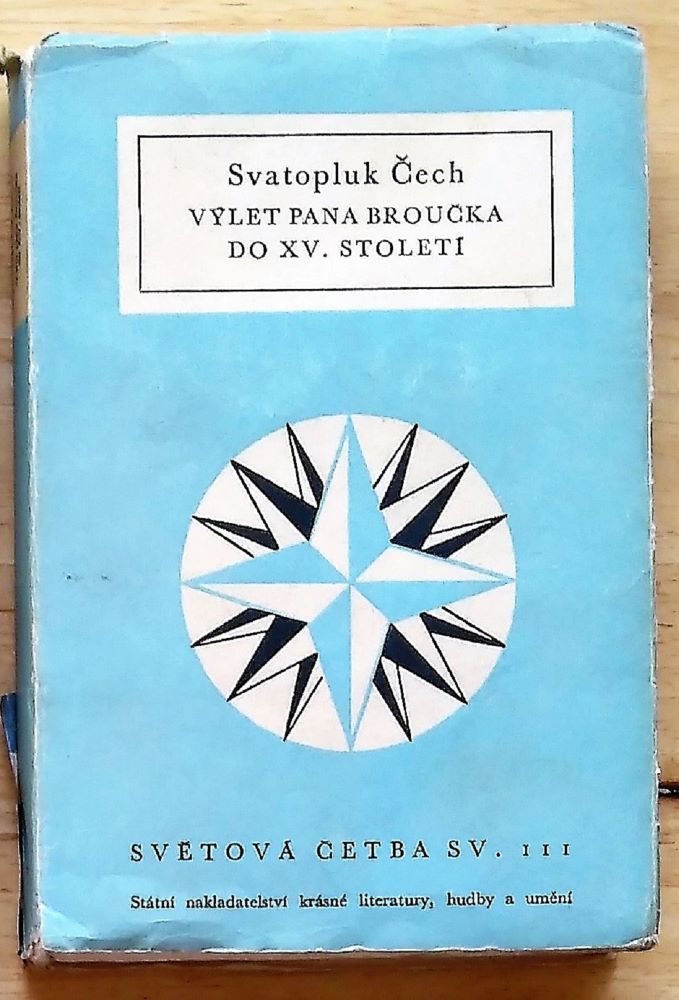 Svatopluk Čech
VÝLET PANA BROUČKA
DO XV. STOLETÍ
SVĚTOVÁ ČETBA SV. 111
Státní nakladatelství krásné literatury, hudby a umění